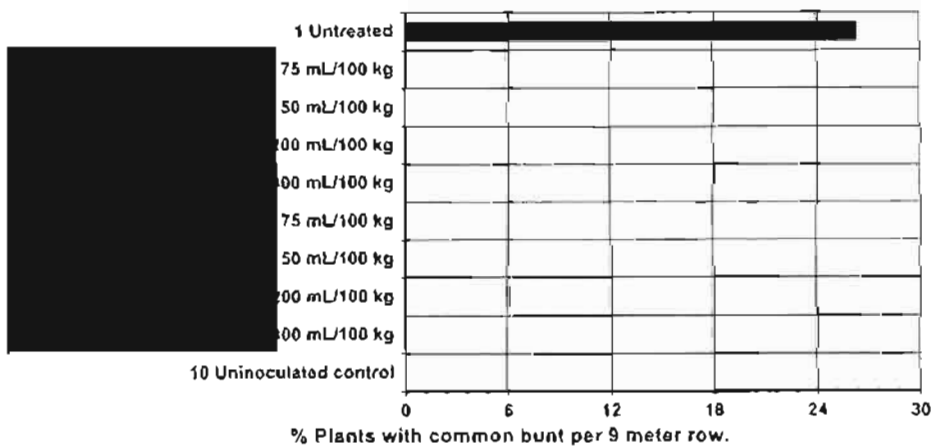 1 Untreated
75 mL/100 kg
50 mL/100 kg
00 mL/100 kg
00 mL/100 kg
75 mL/100 kg
50 mL/100 kg
200 mL/100 kg
00 mL/100 kg
10 Uninoculated control
0 6 12 18 24 30
% Plants with common bunt per 9 meter row.